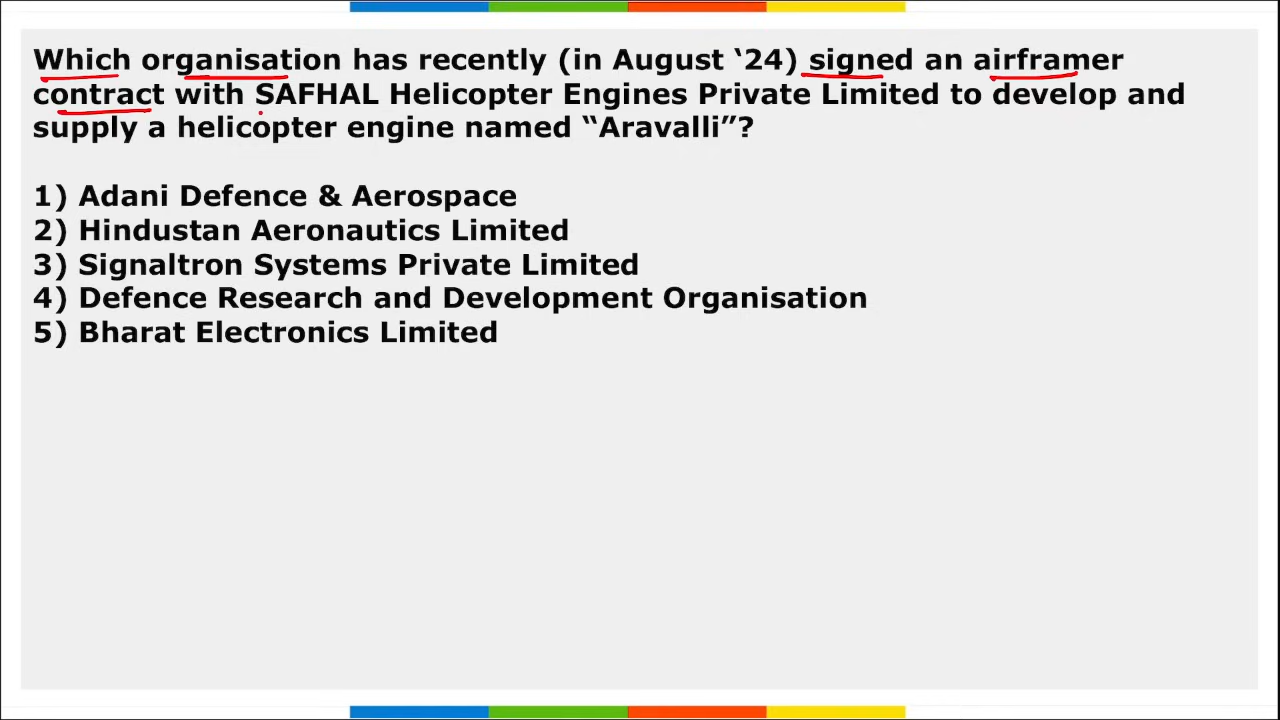 Which organisation has recently (in August ‘24) signed an airframer
contract with SAFHAL Helicopter Engines Private Limited to develop and
supply a helicopter engine named “Aravalli”?
1) Adani Defence & Aerospace
2) Hindustan Aeronautics Limited
3) Signaltron Systems Private Limited
4) Defence Research and Development Organisation
5) Bharat Electronics Limited